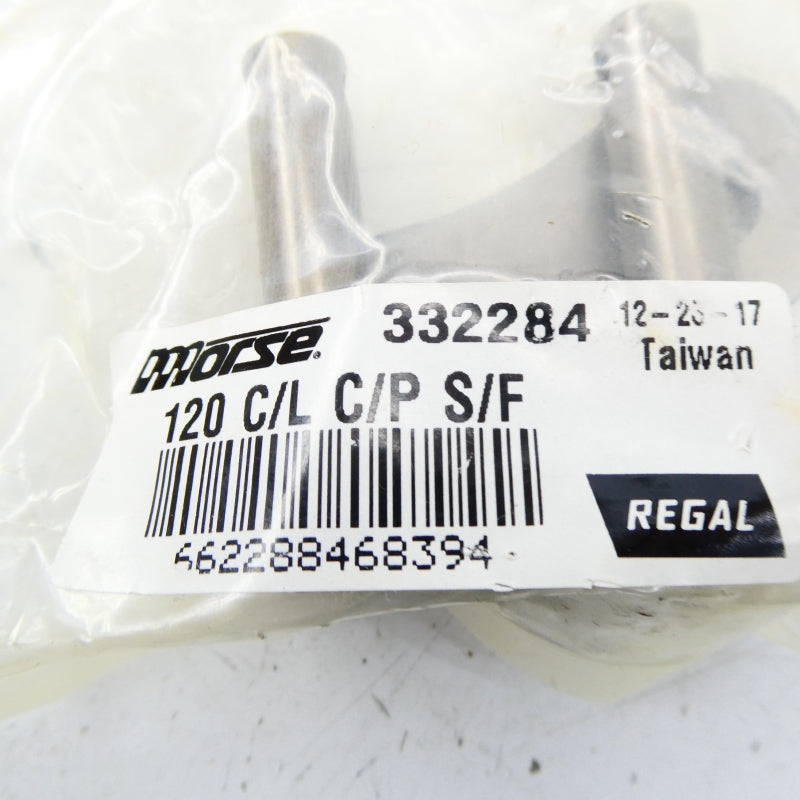 morse® 332284 12-26-17
Taiwan
120 C/L C/P S/F
662288468394
REGAL